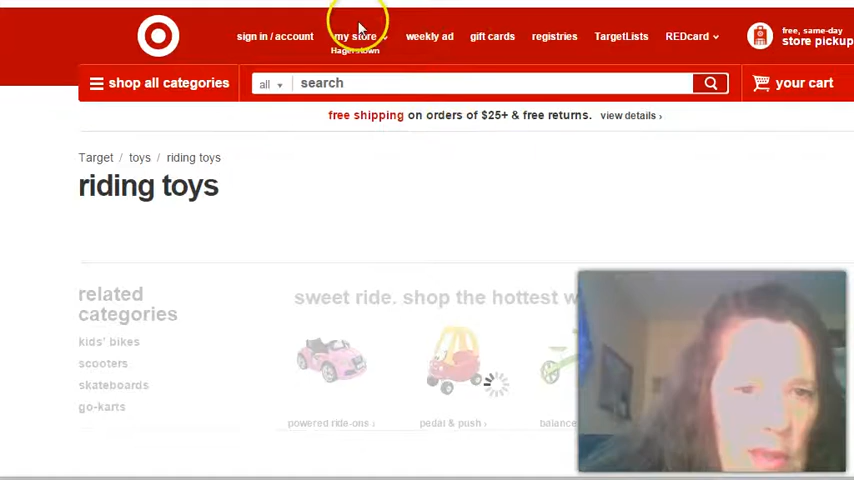 sign in / account my store weekly ad gift cards registries TargetLists REDcard free, same-day
store pickup
Hagerstown
shop all categories all search your cart
free shipping on orders of $25+ & free returns. view details ›
Target / toys / riding toys
riding toys
related
categories
sweet ride. shop the hottest w
kids' bikes
scooters
skateboards
go-karts
powered ride-ons › pedal & push › balance